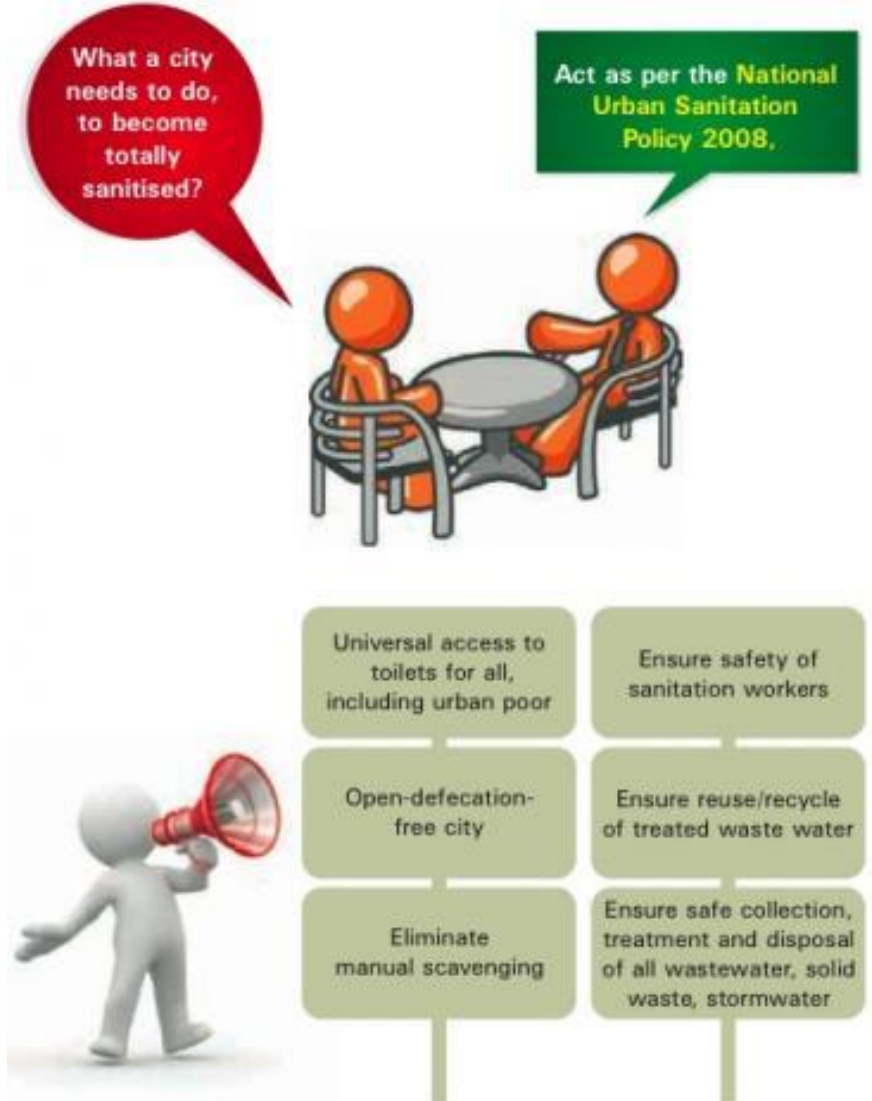 What a city
needs to do,
to become
totally
sanitised?
Act as per the National
Urban Sanitation
Policy 2008,
Universal access to
toilets for all,
including urban poor
Ensure safety of
sanitation workers
Open-defecation-
free city
Ensure reuse/recycle
of treated waste water
Eliminate
manual scavenging
Ensure safe collection,
treatment and disposal
of all wastewater, solid
waste, stormwater